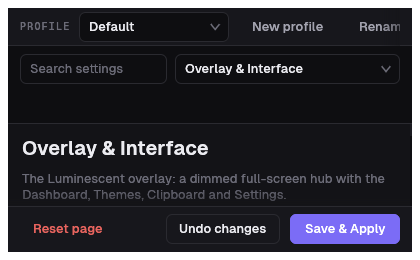 PROFILE Default New profile Renam
Search settings Overlay & Interface
Overlay & Interface
The Luminescent overlay: a dimmed full-screen hub with the
Dashboard, Themes, Clipboard and Settings.
Reset page Undo changes Save & Apply